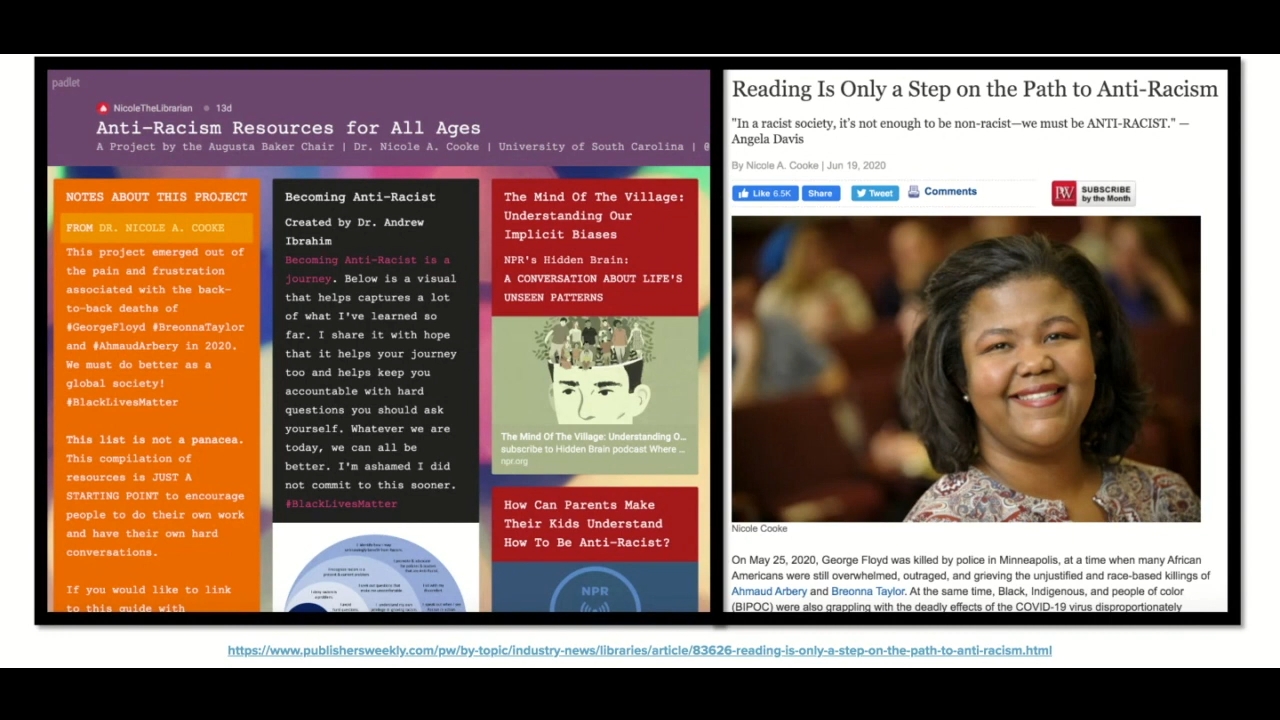 padlet
NicoleTheLibrarian 13d
Anti-Racism Resources for All Ages
A Project by the Augusta Baker Chair | Dr. Nicole A. Cooke | University of South Carolina | @
NOTES ABOUT THIS PROJECT
FROM DR. NICOLE A. COOKE
This project emerged out of
the pain and frustration
associated with the back-
to-back deaths of
#GeorgeFloyd #BreonnaTaylor
and #AhmaudArbery in 2020.
We must do better as a
global society!
#BlackLivesMatter
This list is not a panacea.
This compilation of
resources is JUST A
STARTING POINT to encourage
people to do their own work
and have their own hard
conversations.
If you would like to link
to this guide with
Becoming Anti-Racist
Created by Dr. Andrew
Ibrahim
Becoming Anti-Racist is a
journey. Below is a visual
that helps captures a lot
of what I've learned so
far. I share it with hope
that it helps your journey
too and helps keep you
accountable with hard
questions you should ask
yourself. Whatever we are
today, we can all be
better. I'm ashamed I did
not commit to this sooner.
#BlackLivesMatter
The Mind Of The Village:
Understanding Our
Implicit Biases
NPR's Hidden Brain:
A CONVERSATION ABOUT LIFE'S
UNSEEN PATTERNS
The Mind Of The Village: Understanding O...
subscribe to Hidden Brain podcast Where ...
npr.org
How Can Parents Make
Their Kids Understand
How To Be Anti-Racist?
NPR
Reading Is Only a Step on the Path to Anti-Racism
"In a racist society, it's not enough to be non-racist—we must be ANTI-RACIST." —
Angela Davis
By Nicole A. Cooke | Jun 19, 2020
Like 6.5K Share Tweet Comments PW SUBSCRIBE
by the Month
Nicole Cooke
On May 25, 2020, George Floyd was killed by police in Minneapolis, at a time when many African
Americans were still overwhelmed, outraged, and grieving the unjustified and race-based killings of
Ahmaud Arbery and Breonna Taylor. At the same time, Black, Indigenous, and people of color
(BIPOC) were also grappling with the deadly effects of the COVID-19 virus disproportionately
https://www.publishersweekly.com/pw/by-topic/industry-news/libraries/article/83626-reading-is-only-a-step-on-the-path-to-anti-racism.html